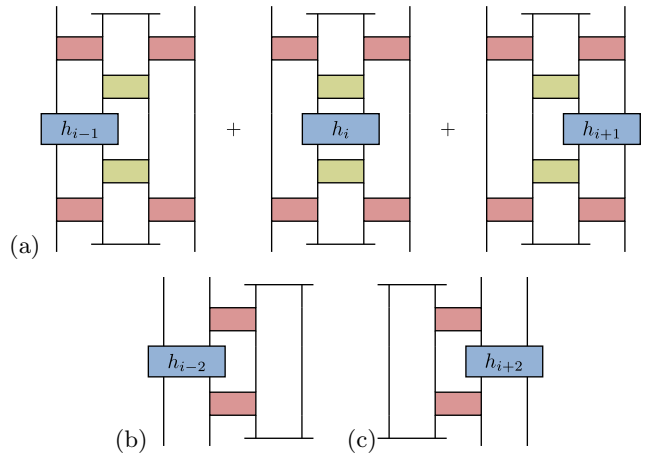 h_{i−1} + h_i + h_{i+1}
(a)
h_{i−2} h_{i+2}
(b) (c)